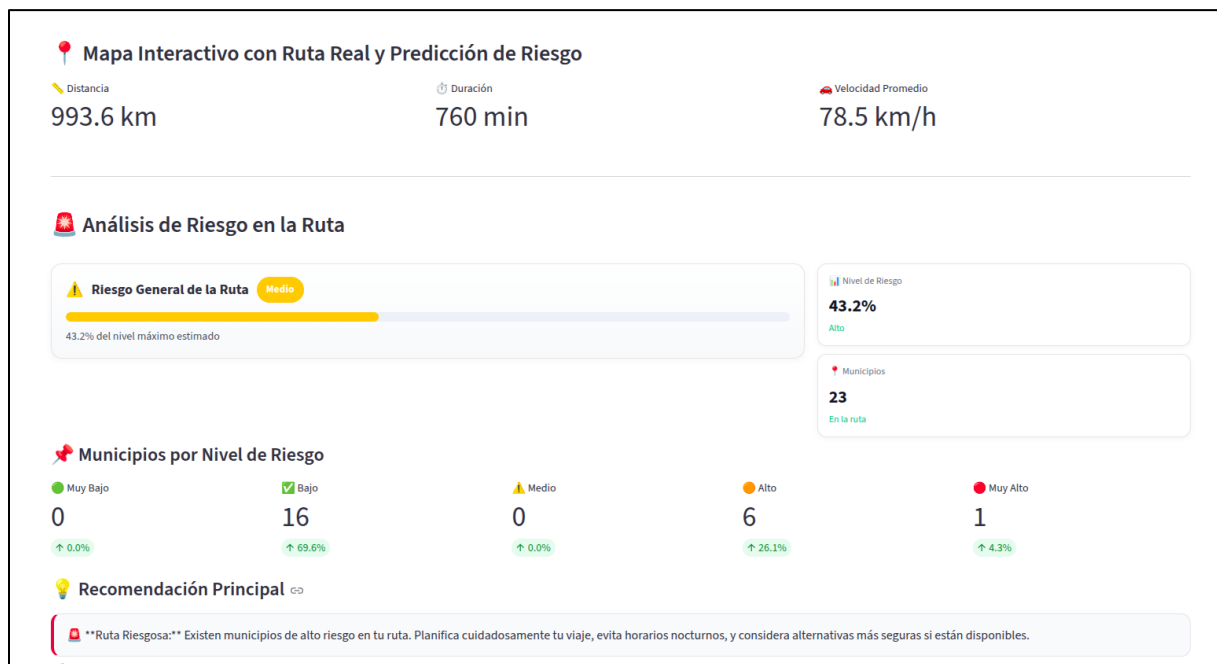 📍 Mapa Interactivo con Ruta Real y Predicción de Riesgo
📏 Distancia
993.6 km
⏱️ Duración
760 min
🚗 Velocidad Promedio
78.5 km/h
🚨 Análisis de Riesgo en la Ruta
⚠️ Riesgo General de la Ruta Medio
43.2% del nivel máximo estimado
📊 Nivel de Riesgo
43.2%
Alto
📍 Municipios
23
En la ruta
📌 Municipios por Nivel de Riesgo
🟢 Muy Bajo
0
↑ 0.0%
✅ Bajo
16
↑ 69.6%
⚠️ Medio
0
↑ 0.0%
🟠 Alto
6
↑ 26.1%
🔴 Muy Alto
1
↑ 4.3%
💡 Recomendación Principal
🚨 **Ruta Riesgosa:** Existen municipios de alto riesgo en tu ruta. Planifica cuidadosamente tu viaje, evita horarios nocturnos, y considera alternativas más seguras si están disponibles.